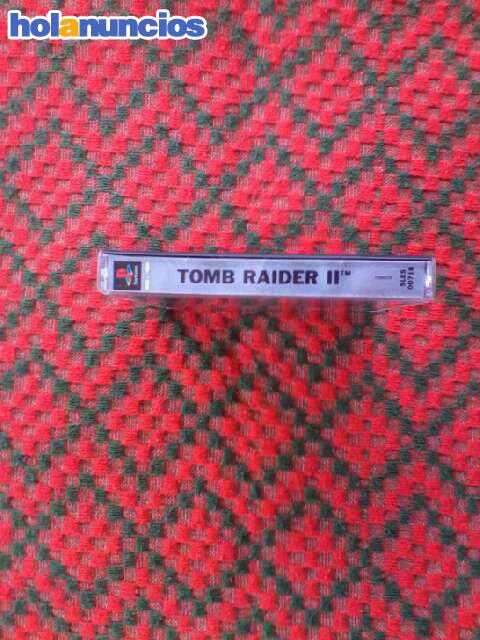 holanuncios
TOMB RAIDER II™
SLES
00718